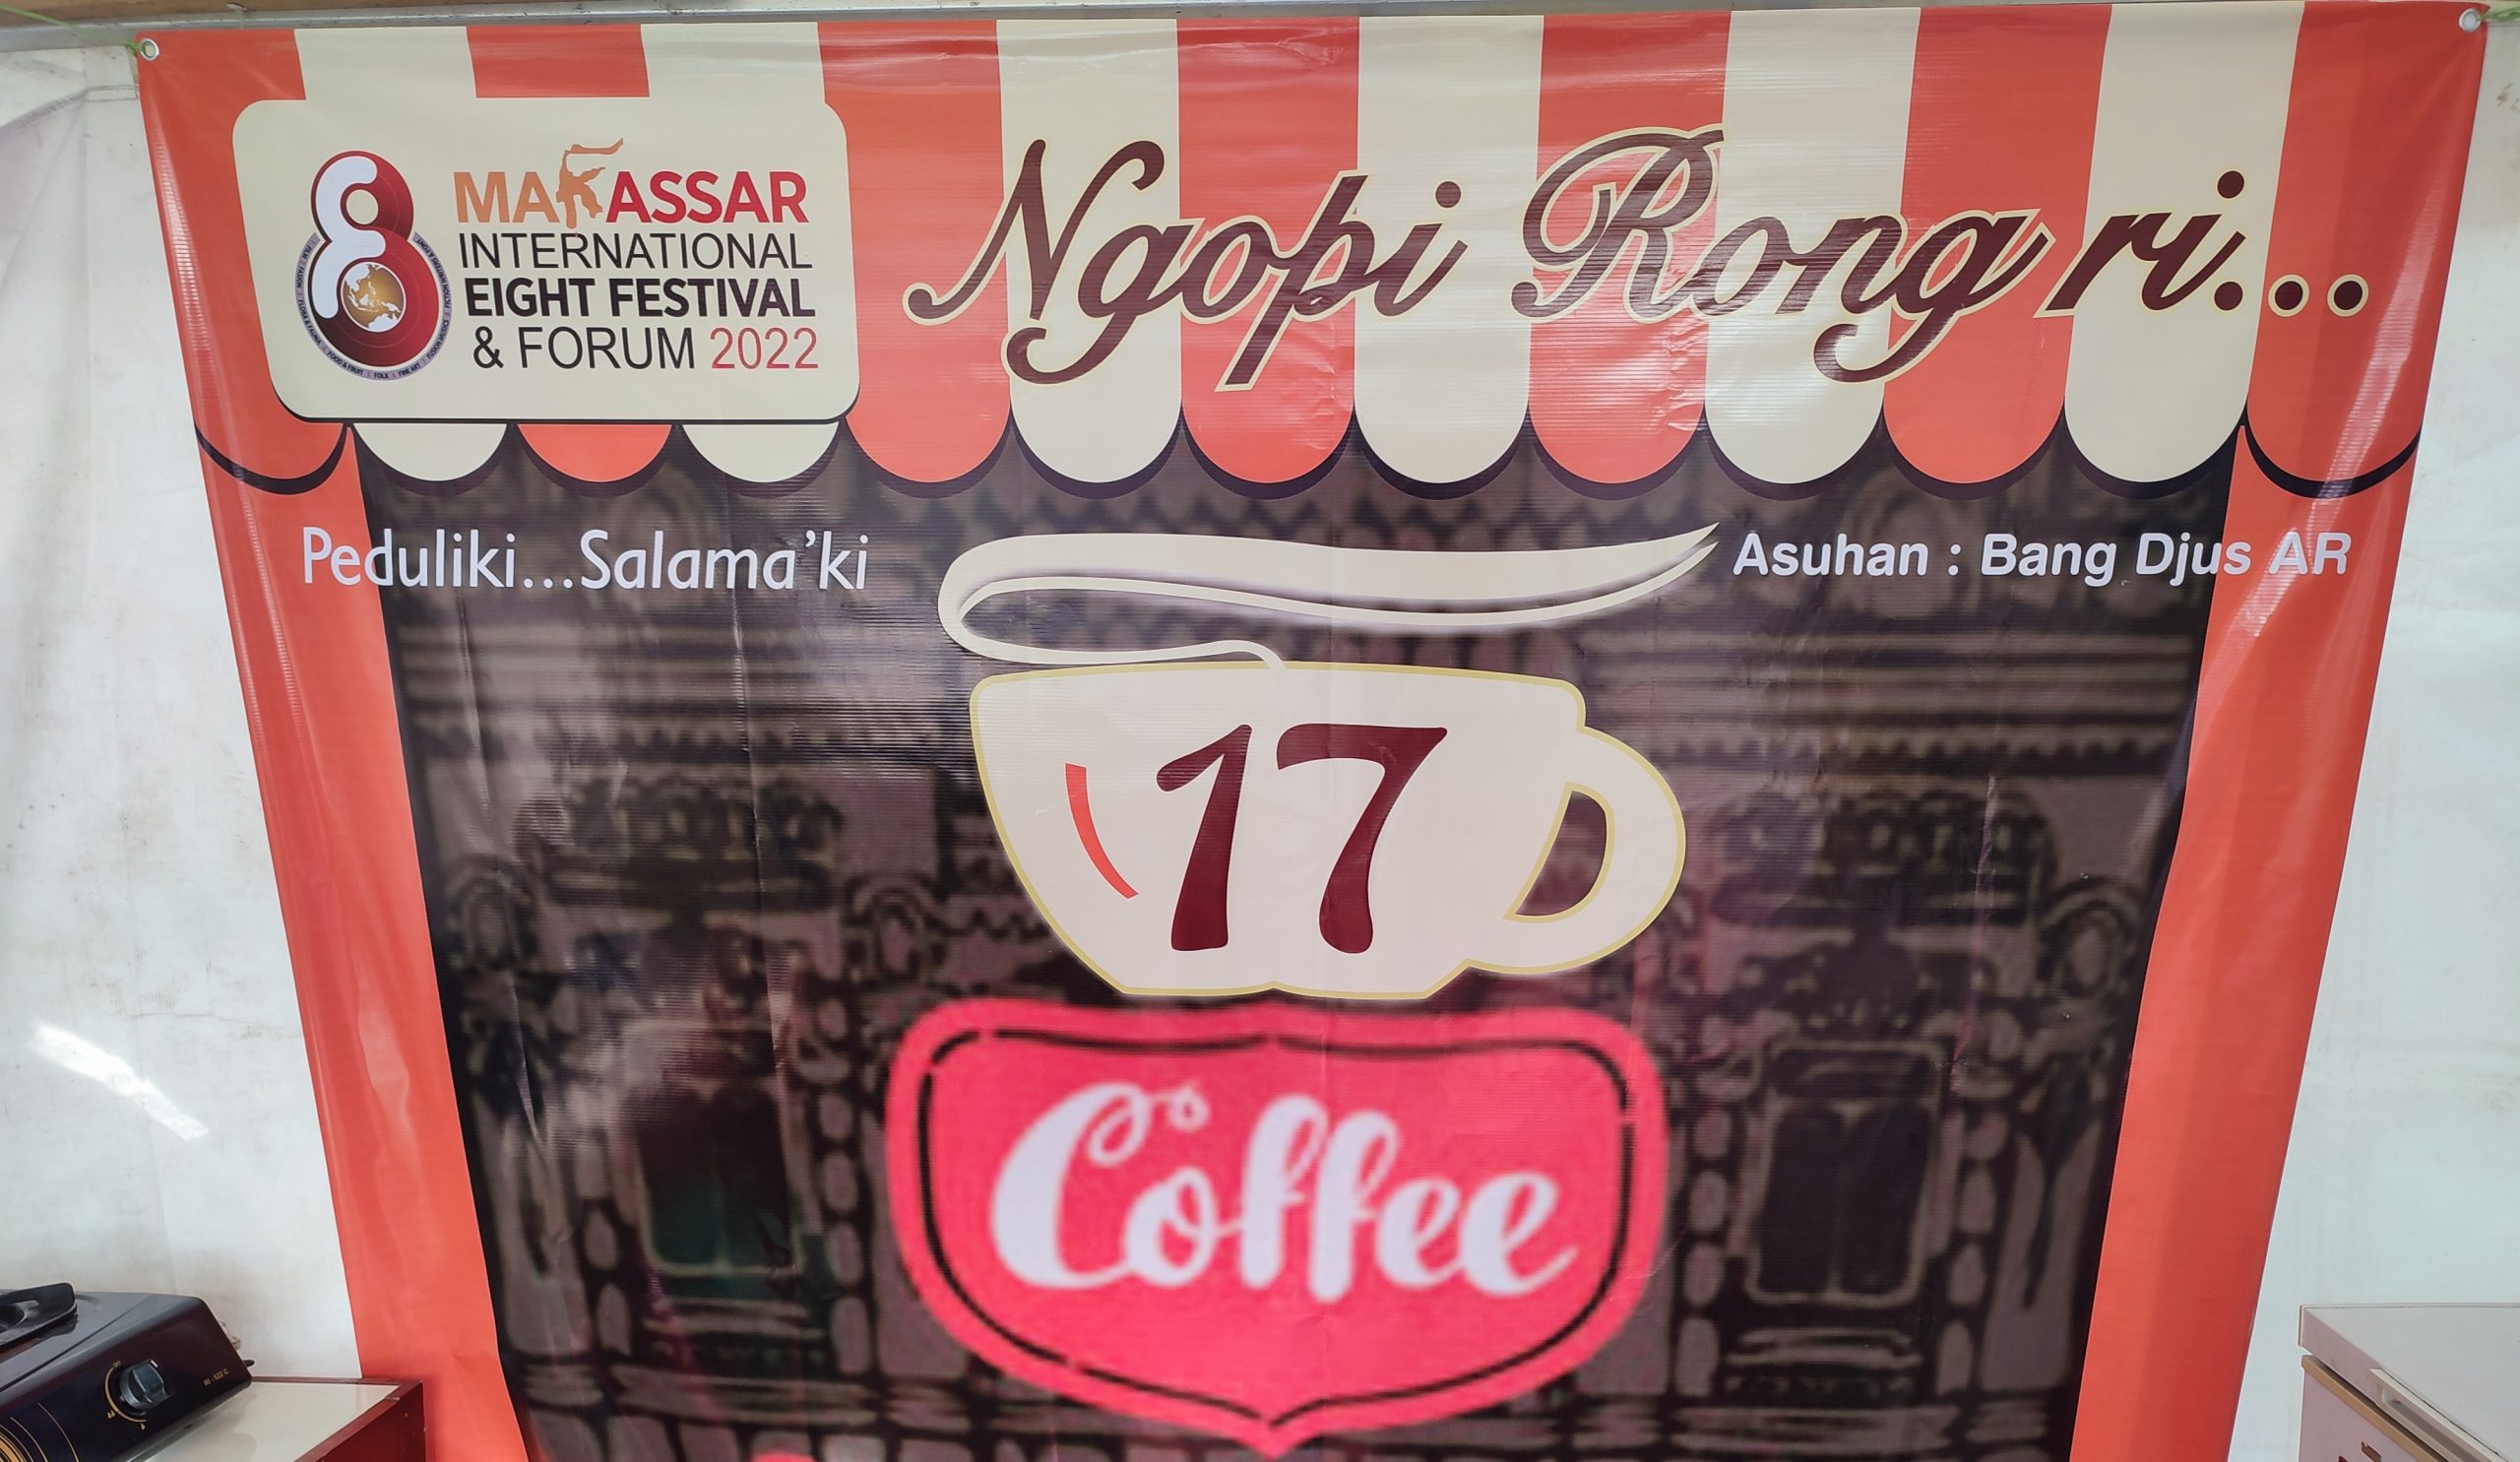 MAKASSAR
INTERNATIONAL
EIGHT FESTIVAL
& FORUM 2022
Ngopi Rong ri...
Peduliki...Salama'ki
Asuhan : Bang Djus AR
17
Coffee